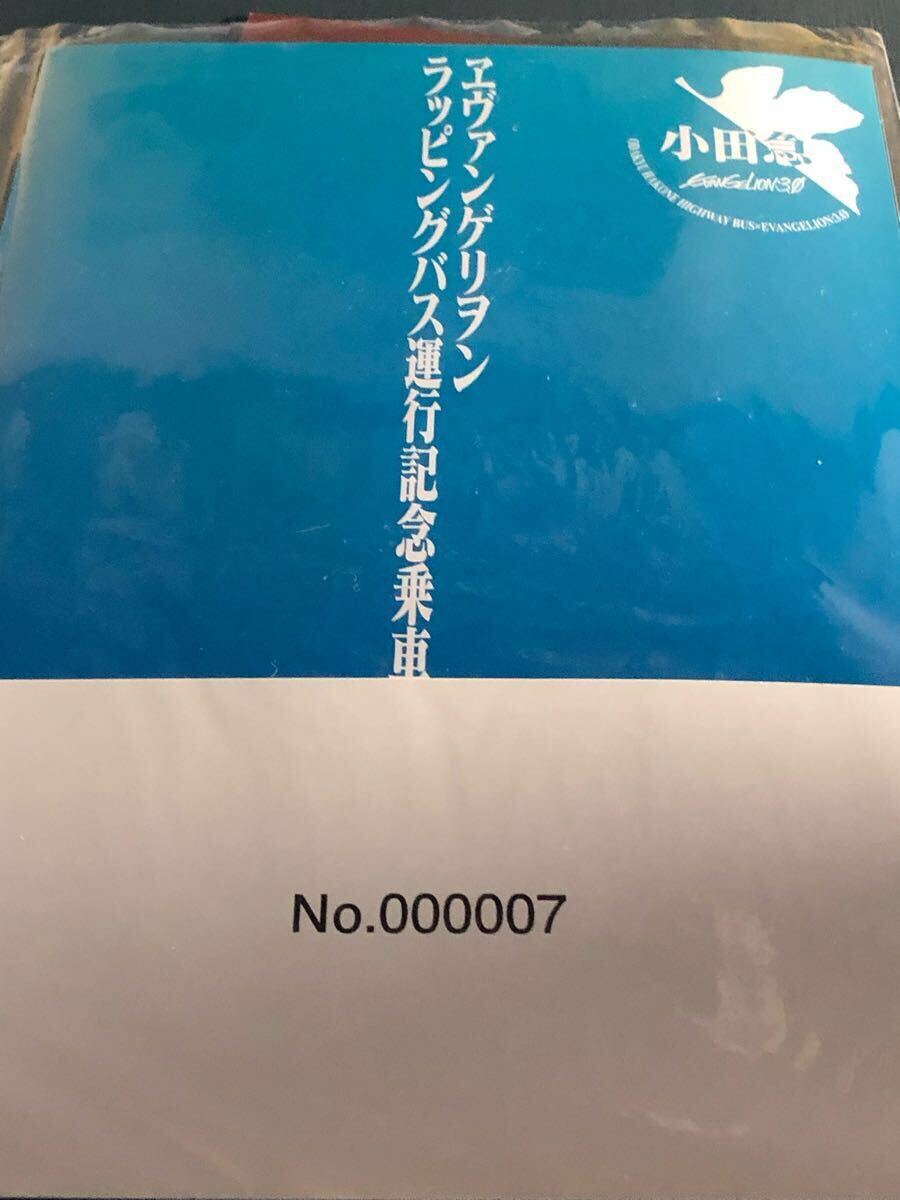 ヱヴァンゲリヲン
ラッピングバス運行記念乗車
小田急
EVANGELION:3.0
ODAKYU HAKONE HIGHWAY BUS×EVANGELION:3.0
No.000007